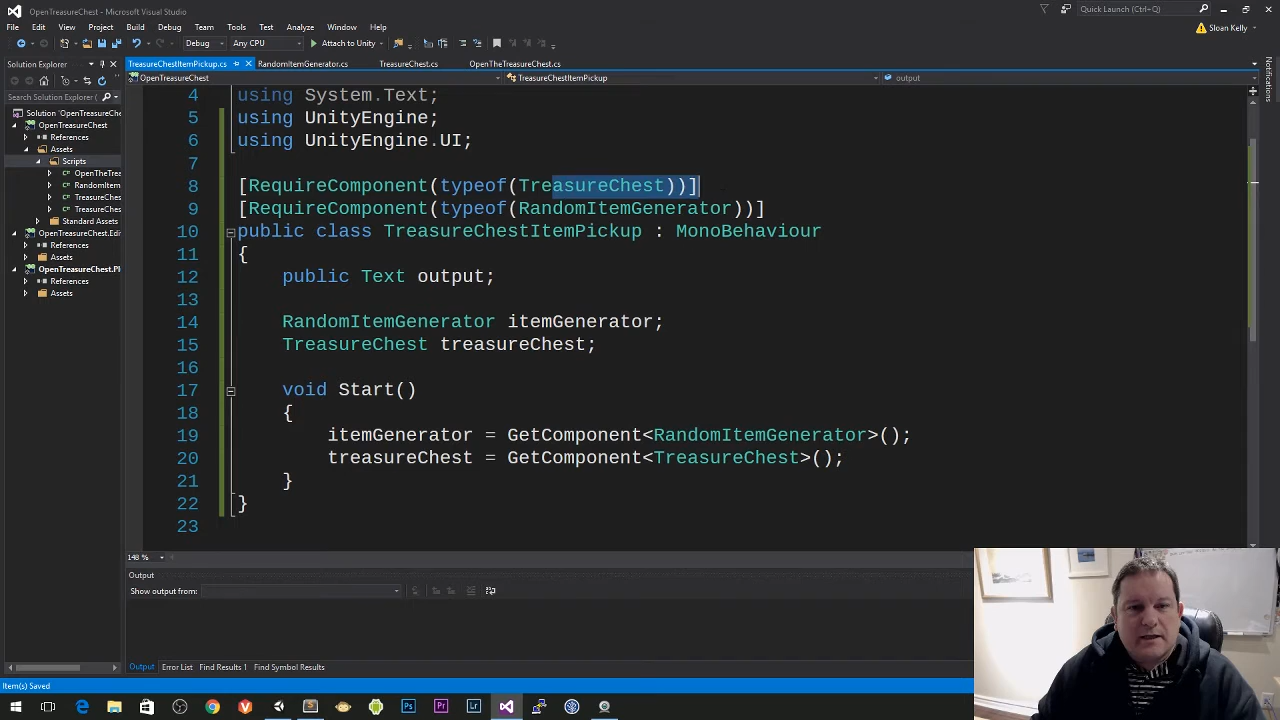 OpenTreasureChest - Microsoft Visual Studio
Quick Launch (Ctrl+Q)
File Edit View Project Build Debug Team Tools Test Analyze Window Help
Sloan Kelly
Debug Any CPU Attach to Unity
Solution Explorer
TreasureChestItemPickup.cs RandomItemGenerator.cs TreasureChest.cs OpenTheTreasureChest.cs
OpenTreasureChest TreasureChestItemPickup output
Notifications
Search Solution Explorer
Solution 'OpenTreasureChe
OpenTreasureChest
References
Assets
Scripts
OpenTheTrea
RandomItem
TreasureChes
TreasureChes
Standard Assets
OpenTreasureChest.Edi
References
Assets
OpenTreasureChest.Pl
References
Assets
4 using System.Text;
5 using UnityEngine;
6 using UnityEngine.UI;
7
8 [RequireComponent(typeof(TreasureChest))]
9 [RequireComponent(typeof(RandomItemGenerator))]
10 public class TreasureChestItemPickup : MonoBehaviour
11 {
12 public Text output;
13
14 RandomItemGenerator itemGenerator;
15 TreasureChest treasureChest;
16
17 void Start()
18 {
19 itemGenerator = GetComponent<RandomItemGenerator>();
20 treasureChest = GetComponent<TreasureChest>();
21 }
22 }
23
148 %
Output
Show output from:
Output Error List Find Results 1 Find Symbol Results
Item(s) Saved